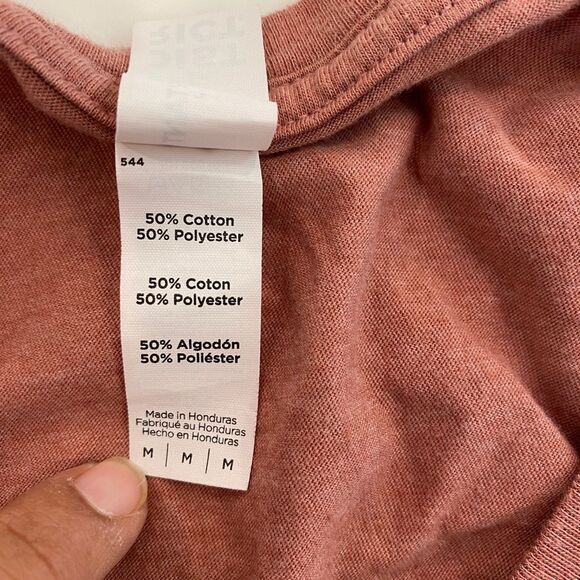 544
50% Cotton
50% Polyester
50% Coton
50% Polyester
50% Algodón
50% Poliéster
Made in Honduras
Fabriqué au Honduras
Hecho en Honduras
M | M | M